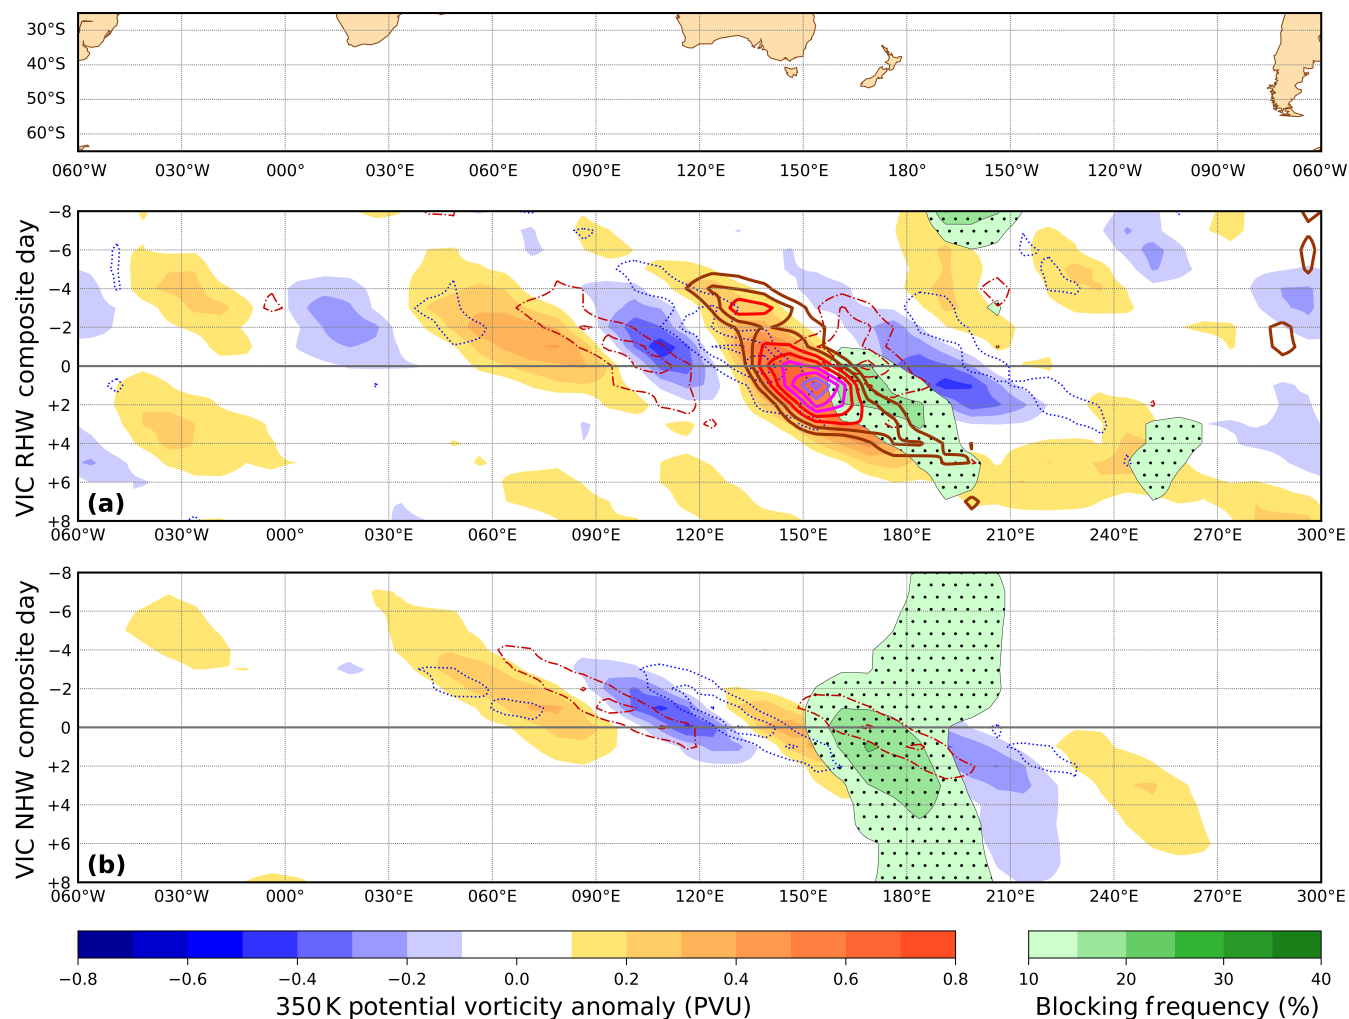 30°S
40°S
50°S
60°S
060°W 030°W 000° 030°E 060°E 090°E 120°E 150°E 180° 150°W 120°W 090°W 060°W
VIC RHW composite day
−8
−6
−4
−2
0
+2
+4
+6
+8
(a)
060°W 030°W 000°E 030°E 060°E 090°E 120°E 150°E 180°E 210°E 240°E 270°E 300°E
VIC NHW composite day
−8
−6
−4
−2
0
+2
+4
+6
+8
(b)
060°W 030°W 000°E 030°E 060°E 090°E 120°E 150°E 180°E 210°E 240°E 270°E 300°E
−0.8 −0.6 −0.4 −0.2 0.0 0.2 0.4 0.6 0.8
350 K potential vorticity anomaly (PVU)
10 20 30 40
Blocking frequency (%)